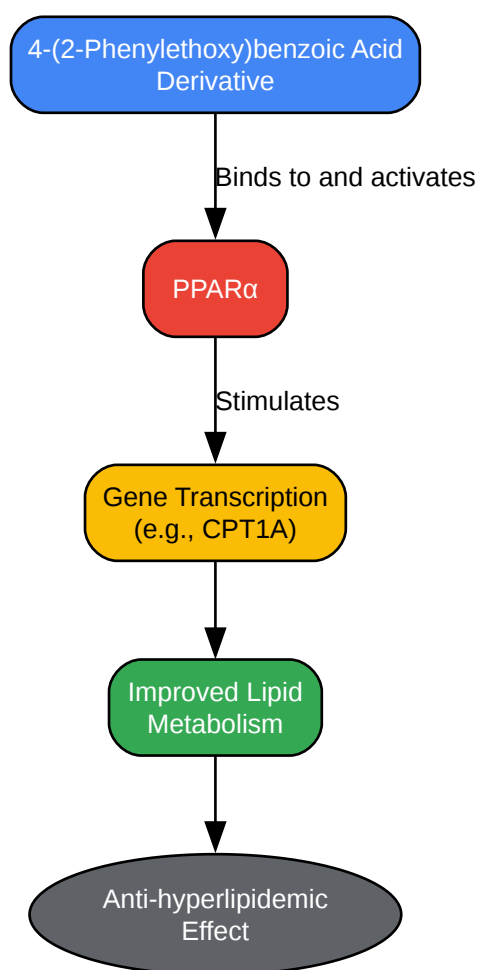 4-(2-Phenylethoxy)benzoic Acid
Derivative
Binds to and activates
PPARα
Stimulates
Gene Transcription
(e.g., CPT1A)
Improved Lipid
Metabolism
Anti-hyperlipidemic
Effect